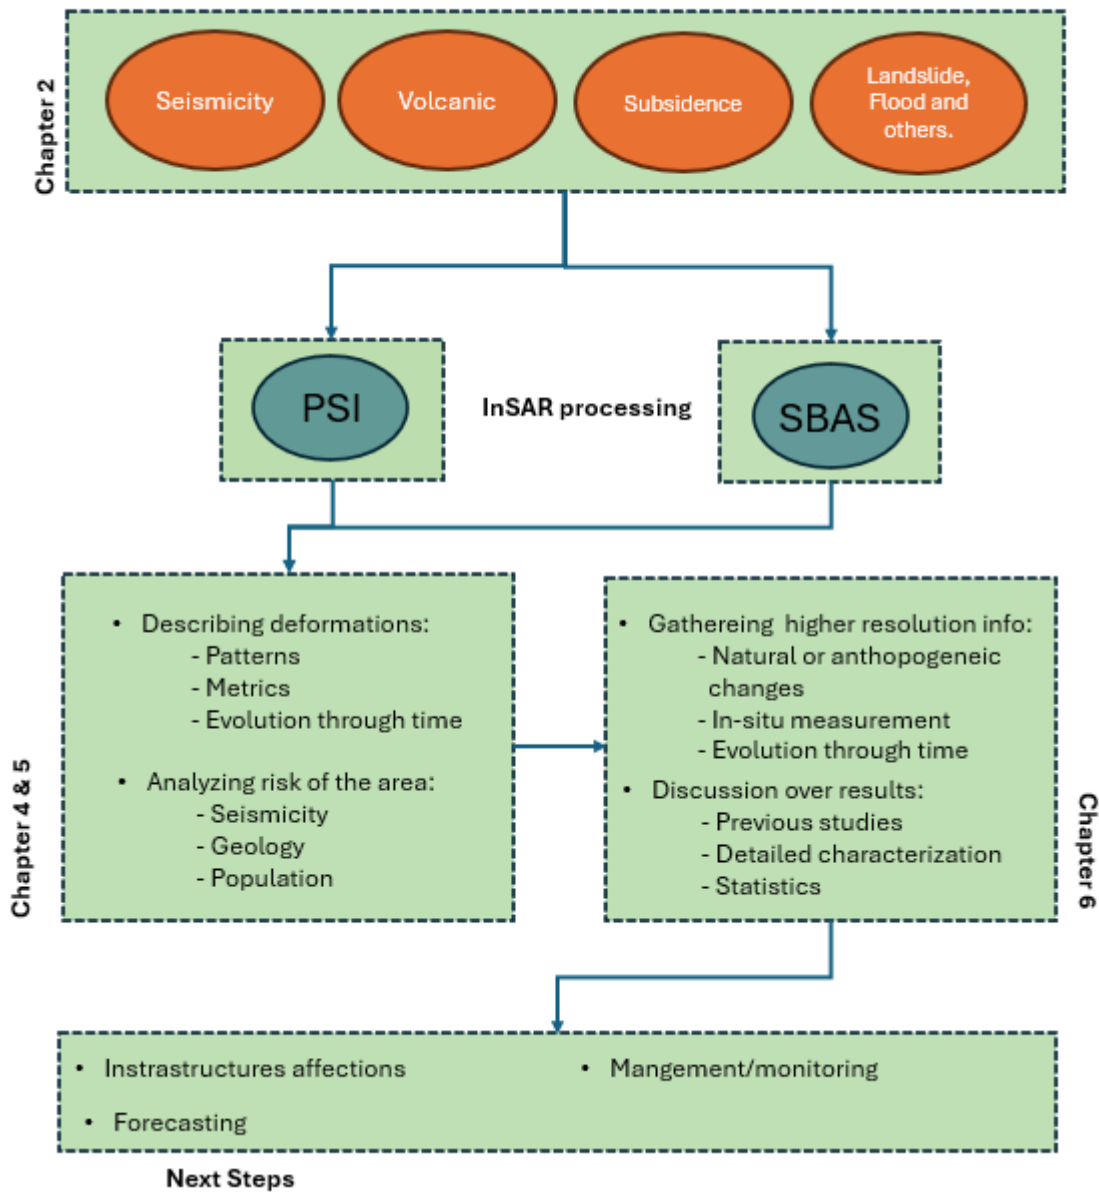 Chapter 2
Seismicity
Volcanic
Subsidence
Landslide,
Flood and
others.
PSI
InSAR processing
SBAS
Chapter 4 & 5
• Describing deformations:
- Patterns
- Metrics
- Evolution through time
• Analyzing risk of the area:
- Seismicity
- Geology
- Population
• Gathereing higher resolution info:
- Natural or anthopogeneic
changes
- In-situ measurement
- Evolution through time
• Discussion over results:
- Previous studies
- Detailed characterization
- Statistics
Chapter 6
• Instrastructures affections
• Mangement/monitoring
• Forecasting
Next Steps